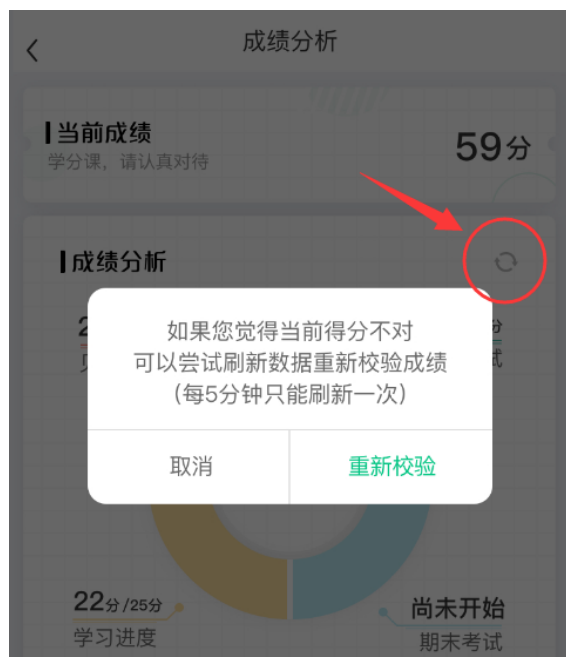 成绩分析
当前成绩
学分课，请认真对待
59分
成绩分析
如果您觉得当前得分不对
可以尝试刷新数据重新校验成绩
（每5分钟只能刷新一次）
取消
重新校验
22分/25分
学习进度
尚未开始
期末考试